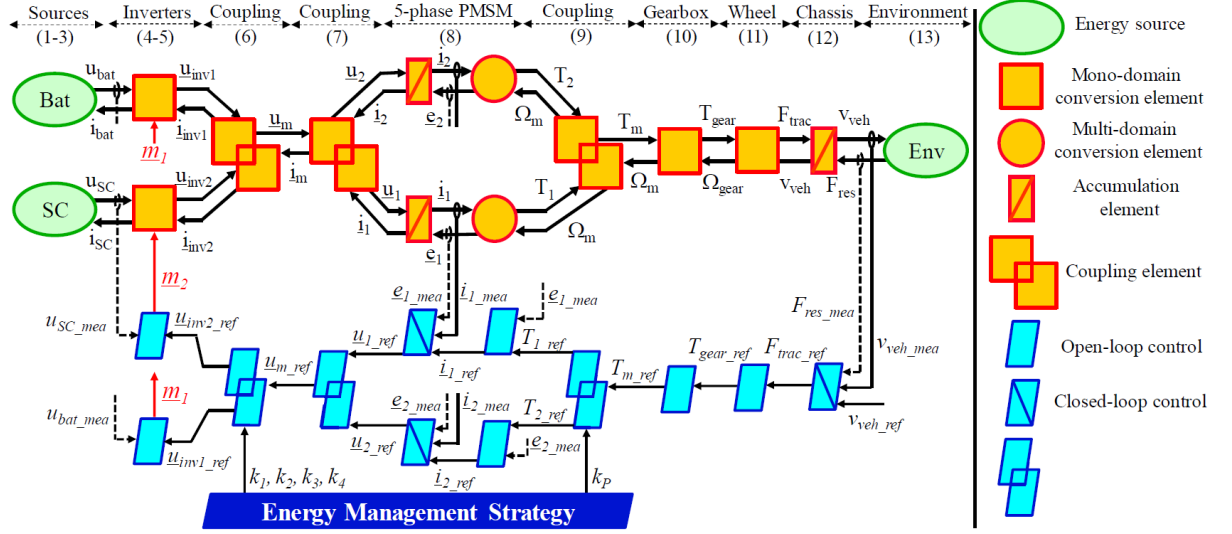 Sources
Inverters
Coupling
Coupling
5-phase PMSM
Coupling
Gearbox
Wheel
Chassis
Environment
(1-3)
(4-5)
(6)
(7)
(8)
(9)
(10)
(11)
(12)
(13)
u_bat
u_inv1
u_2
i_2
T_2
Bat
i_bat
i_inv1
u_m
i_2
e_2
Ω_m
T_m
T_gear
F_trac
v_veh
Env
m_1
i_m
Ω_m
Ω_gear
v_veh
F_res
u_SC
u_inv2
u_1
i_1
T_1
SC
i_SC
i_inv2
i_1
e_1
Ω_m
m_2
u_SC_mea
u_inv2_ref
e_1_mea
i_1_mea
e_1_mea
F_res_mea
u_1_ref
T_1_ref
v_veh_mea
u_m_ref
i_1_ref
T_m_ref
T_gear_ref
F_trac_ref
m_1
u_bat_mea
e_2_mea
i_2_mea
T_2_ref
v_veh_ref
u_2_ref
e_2_mea
u_inv1_ref
i_2_ref
k_1, k_2, k_3, k_4
k_P
Energy Management Strategy
Energy source
Mono-domain
conversion element
Multi-domain
conversion element
Accumulation
element
Coupling element
Open-loop control
Closed-loop control